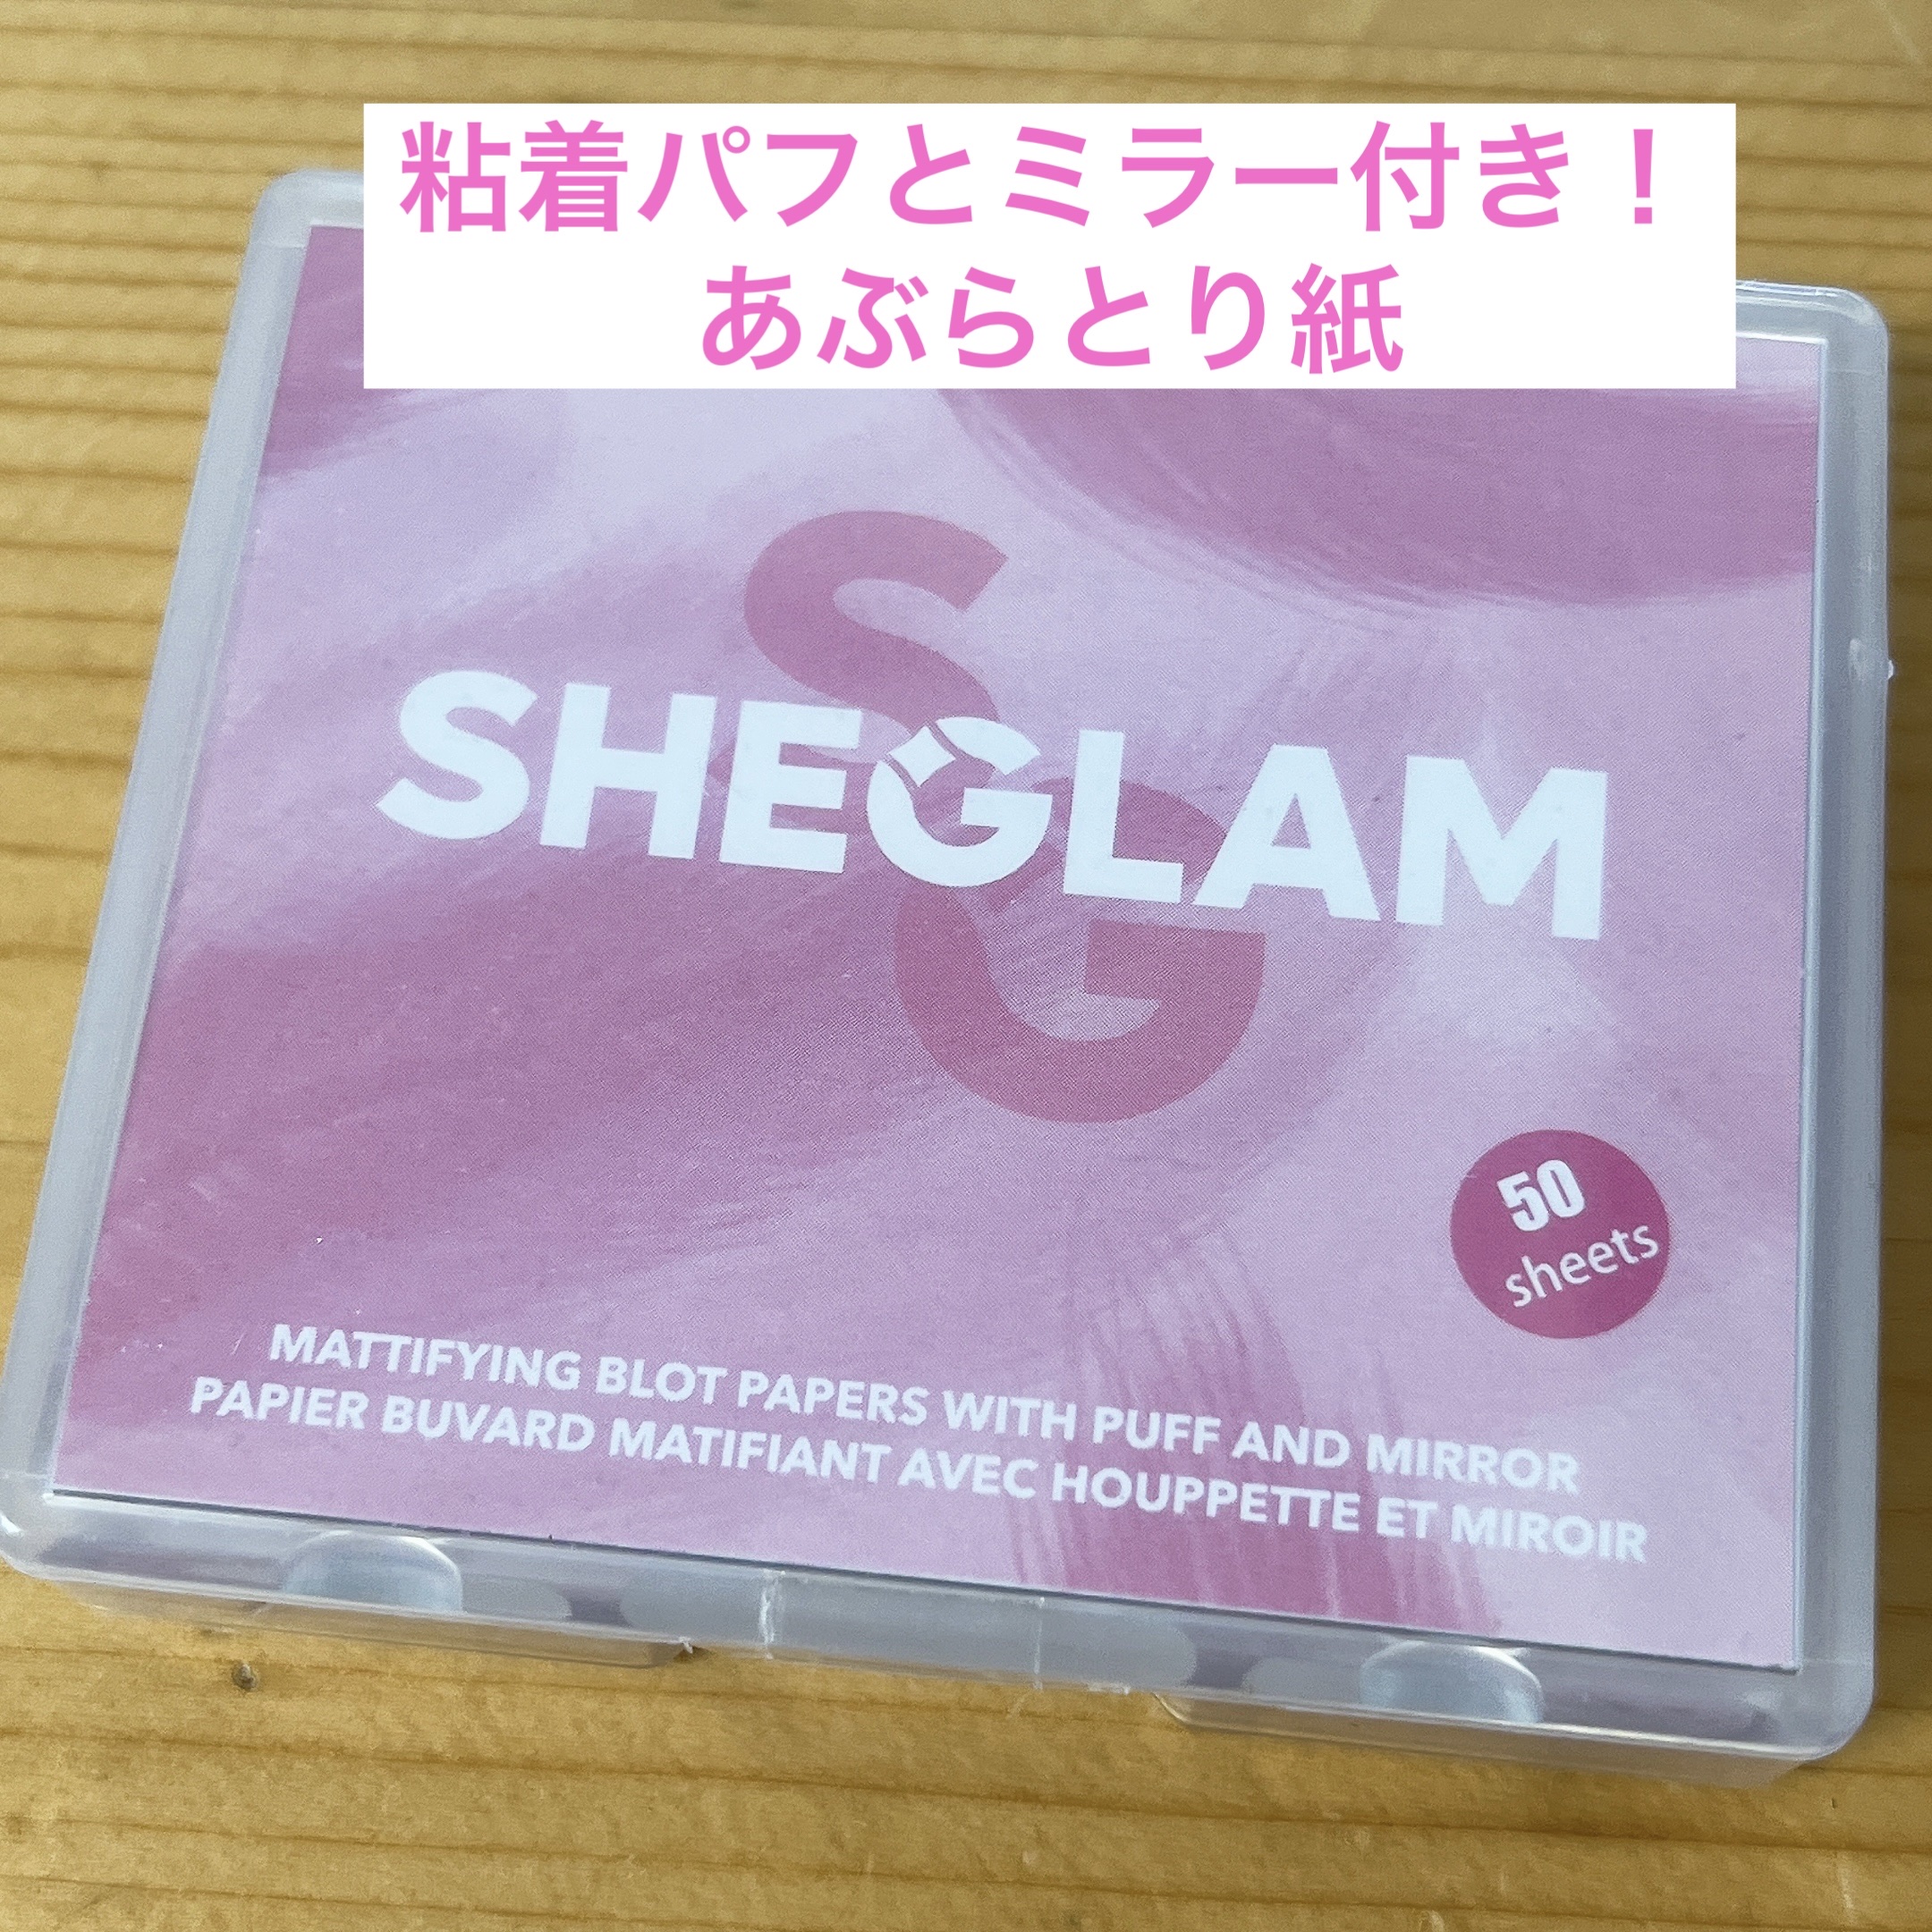 粘着パフとミラー付き！
あぶらとり紙
SG
SHEGLAM
50
sheets
MATTIFYING BLOT PAPERS WITH PUFF AND MIRROR
PAPIER BUVARD MATIFIANT AVEC HOUPPETTE ET MIROIR